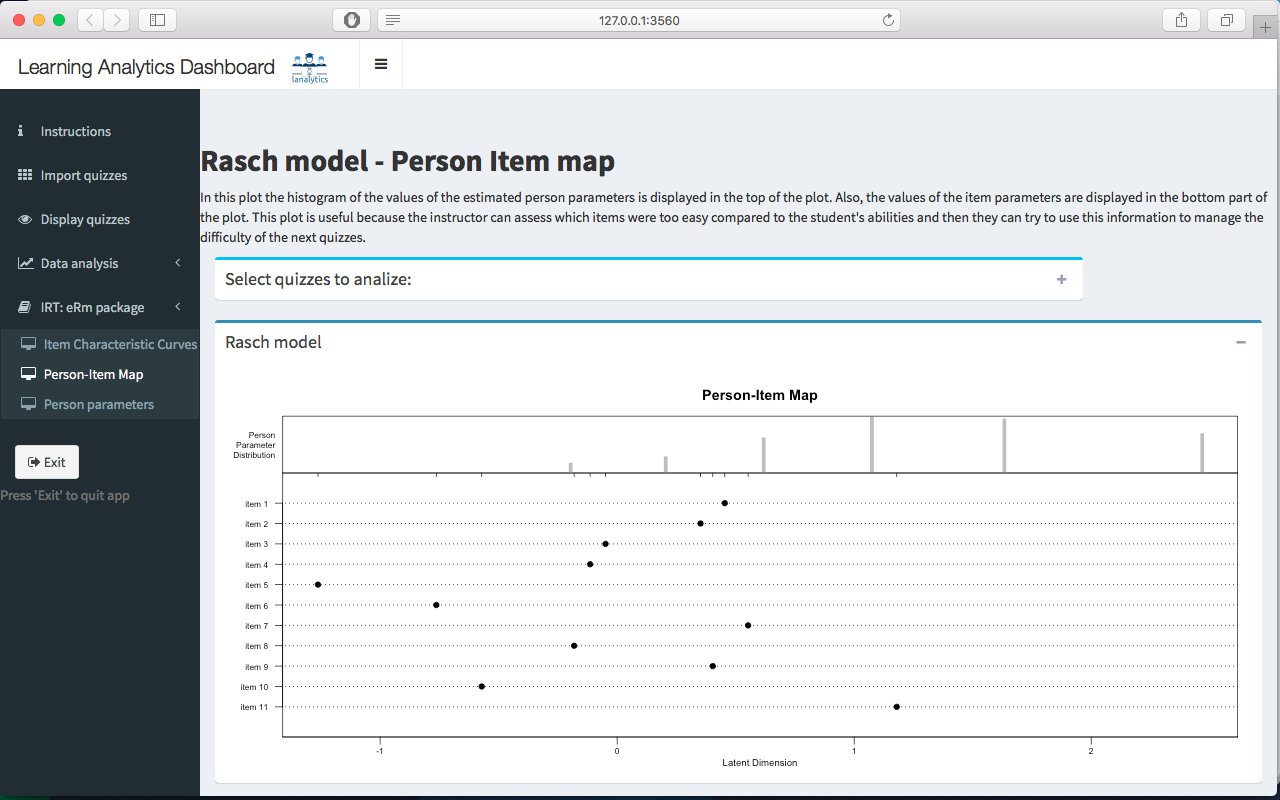 127.0.0.1:3560
Learning Analytics Dashboard
lanalytics
Instructions
Import quizzes
Display quizzes
Data analysis
IRT: eRm package
Item Characteristic Curves
Person-Item Map
Person parameters
Exit
Press 'Exit' to quit app
Rasch model - Person Item map
In this plot the histogram of the values of the estimated person parameters is displayed in the top of the plot. Also, the values of the item parameters are displayed in the bottom part of
the plot. This plot is useful because the instructor can assess which items were too easy compared to the student's abilities and then they can try to use this information to manage the
difficulty of the next quizzes.
Select quizzes to analize:
Rasch model
Person-Item Map
Person
Parameter
Distribution
item 1
item 2
item 3
item 4
item 5
item 6
item 7
item 8
item 9
item 10
item 11
-1 0 1 2
Latent Dimension